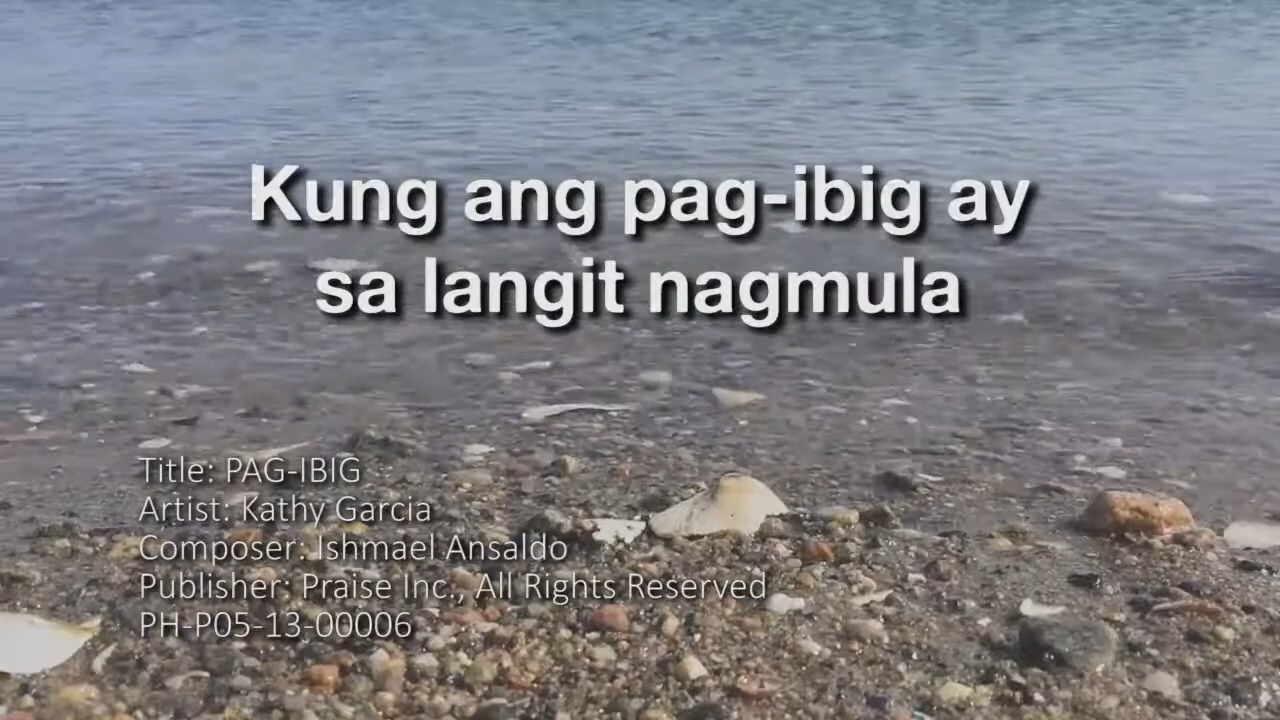 Kung ang pag-ibig ay
sa langit nagmula
Title: PAG-IBIG
Artist: Kathy Garcia
Composer: Ishmael Ansaldo
Publisher: Praise Inc., All Rights Reserved
PH-P05-13-00006